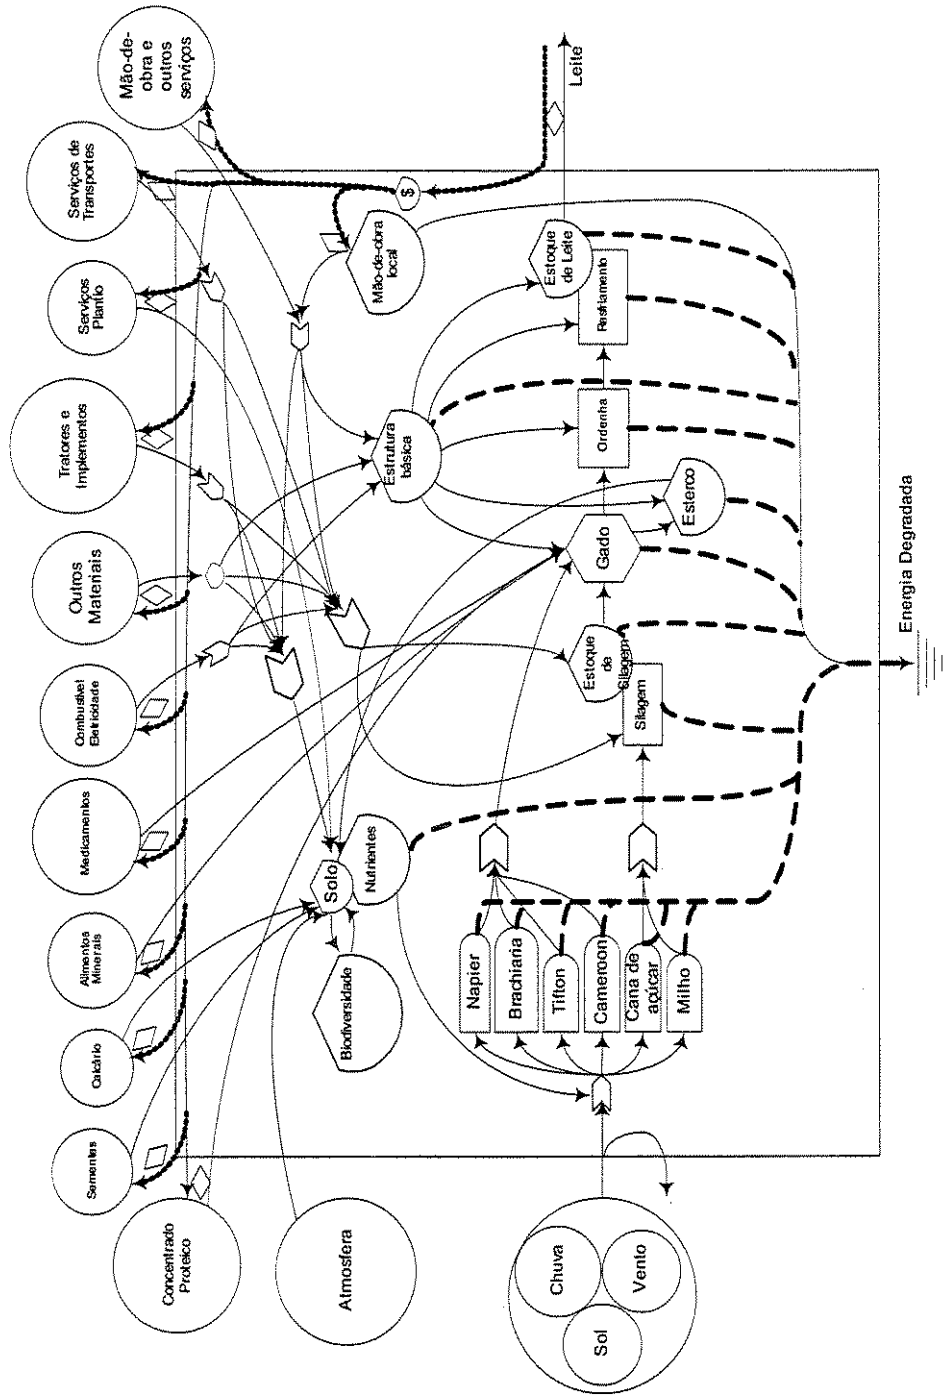 Concentrado
Proteico
Sementes
Calcário
Alimentos
Minerais
Medicamentos
Combustível
Eletricidade
Outros
Materiais
Tratores e
Implementos
Serviços
Plantio
Serviços de
Transportes
Mão-de-
obra e
outros
serviços
Atmosfera
Biodiversidade
Solo
Nutrientes
Estrutura
básica
Mão-de-obra
local
$
Leite
Chuva
Sol
Vento
Napier
Brachiaria
Tifton
Cameroon
Cana de
açúcar
Milho
Silagem
Estoque
de
Silagem
Gado
Esterco
Ordenha
Resfriamento
Estoque
de Leite
Energia Degradada